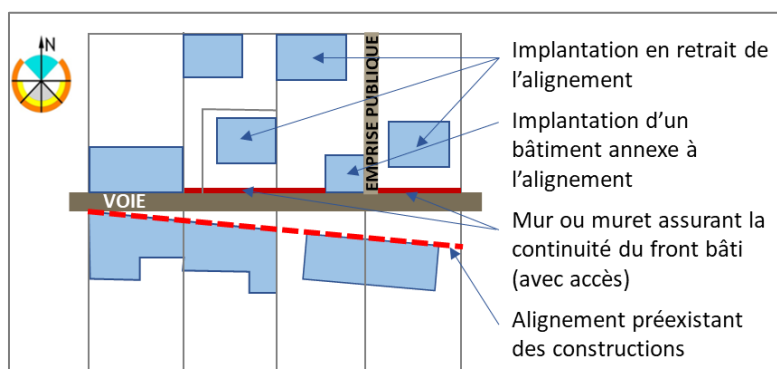 N
EMPRISE PUBLIQUE
VOIE
Implantation en retrait de
l’alignement
Implantation d’un
bâtiment annexe à
l’alignement
Mur ou muret assurant la
continuité du front bâti
(avec accès)
Alignement préexistant
des constructions